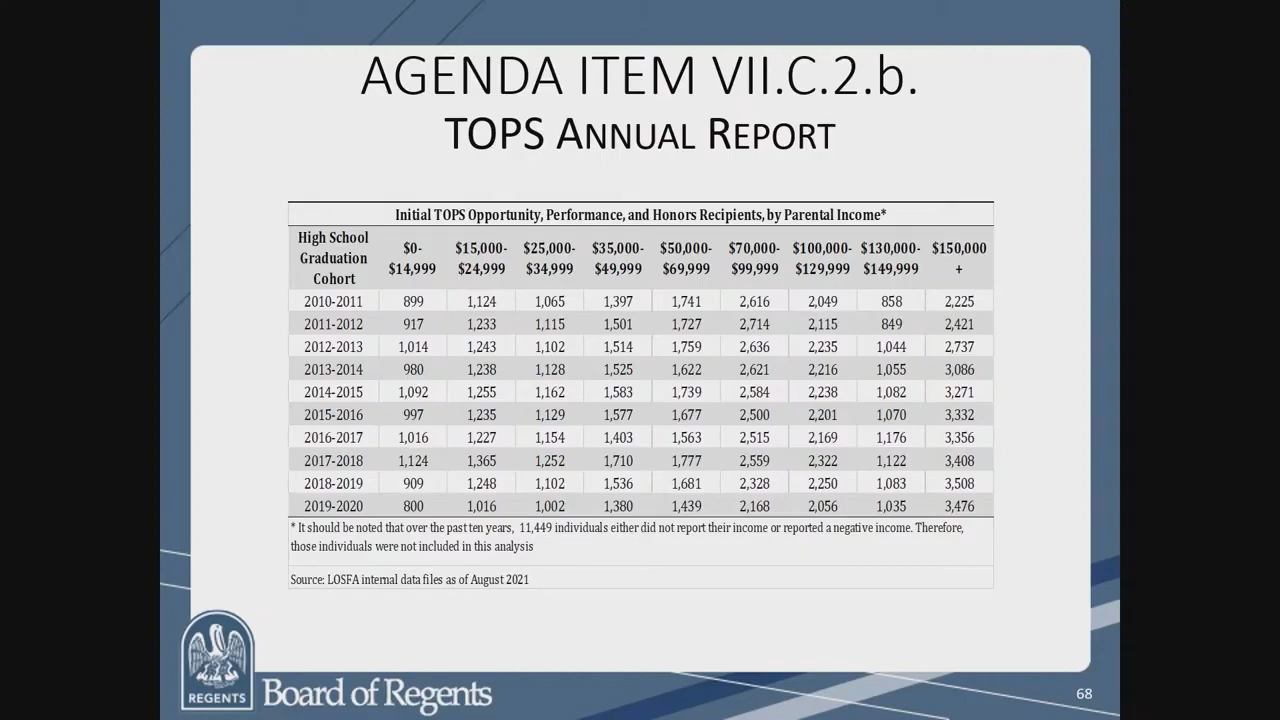 AGENDA ITEM VII.C.2.b.
TOPS ANNUAL REPORT
Initial TOPS Opportunity, Performance, and Honors Recipients, by Parental Income*
High School Graduation Cohort $0-$14,999 $15,000-$24,999 $25,000-$34,999 $35,000-$49,999 $50,000-$69,999 $70,000-$99,999 $100,000-$129,999 $130,000-$149,999 $150,000+
2010-2011 899 1,124 1,065 1,397 1,741 2,616 2,049 858 2,225
2011-2012 917 1,233 1,115 1,501 1,727 2,714 2,115 849 2,421
2012-2013 1,014 1,243 1,102 1,514 1,759 2,636 2,235 1,044 2,737
2013-2014 980 1,238 1,128 1,525 1,622 2,621 2,216 1,055 3,086
2014-2015 1,092 1,255 1,162 1,583 1,739 2,584 2,238 1,082 3,271
2015-2016 997 1,235 1,129 1,577 1,677 2,500 2,201 1,070 3,332
2016-2017 1,016 1,227 1,154 1,403 1,563 2,515 2,169 1,176 3,356
2017-2018 1,124 1,365 1,252 1,710 1,777 2,559 2,322 1,122 3,408
2018-2019 909 1,248 1,102 1,536 1,681 2,328 2,250 1,083 3,508
2019-2020 800 1,016 1,002 1,380 1,439 2,168 2,056 1,035 3,476
* It should be noted that over the past ten years, 11,449 individuals either did not report their income or reported a negative income. Therefore,
those individuals were not included in this analysis
Source: LOSFA internal data files as of August 2021
REGENTS
Board of Regents
68